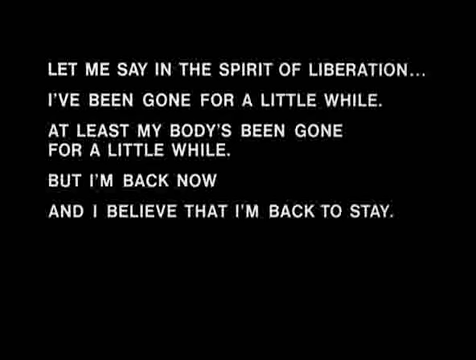 LET ME SAY IN THE SPIRIT OF LIBERATION...
I'VE BEEN GONE FOR A LITTLE WHILE.
AT LEAST MY BODY'S BEEN GONE
FOR A LITTLE WHILE.
BUT I'M BACK NOW
AND I BELIEVE THAT I'M BACK TO STAY.